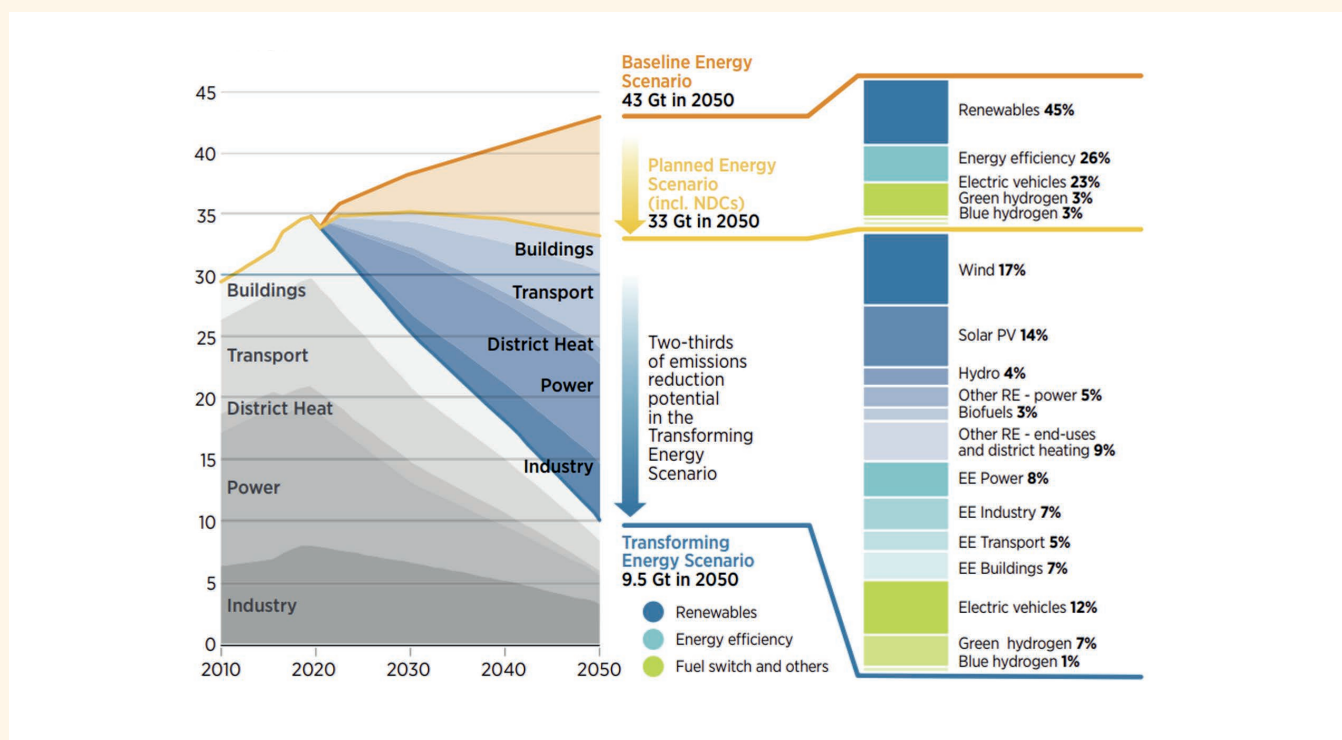 45
40
35
30
25
20
15
10
5
0
2010
2020
2030
2040
2050
Buildings
Transport
District Heat
Power
Industry
Buildings
Transport
District Heat
Power
Industry
Baseline Energy
Scenario
43 Gt in 2050
Planned Energy
Scenario
(incl. NDCs)
33 Gt in 2050
Two-thirds
of emissions
reduction
potential
in the
Transforming
Energy
Scenario
Transforming
Energy Scenario
9.5 Gt in 2050
Renewables
Energy efficiency
Fuel switch and others
Renewables 45%
Energy efficiency 26%
Electric vehicles 23%
Green hydrogen 3%
Blue hydrogen 3%
Wind 17%
Solar PV 14%
Hydro 4%
Other RE - power 5%
Biofuels 3%
Other RE - end-uses
and district heating 9%
EE Power 8%
EE Industry 7%
EE Transport 5%
EE Buildings 7%
Electric vehicles 12%
Green hydrogen 7%
Blue hydrogen 1%